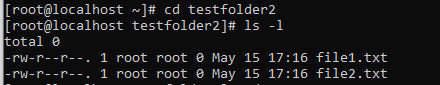 [root@localhost ~]# cd testfolder2
[root@localhost testfolder2]# ls -l
total 0
-rw-r--r--. 1 root root 0 May 15 17:16 file1.txt
-rw-r--r--. 1 root root 0 May 15 17:16 file2.txt